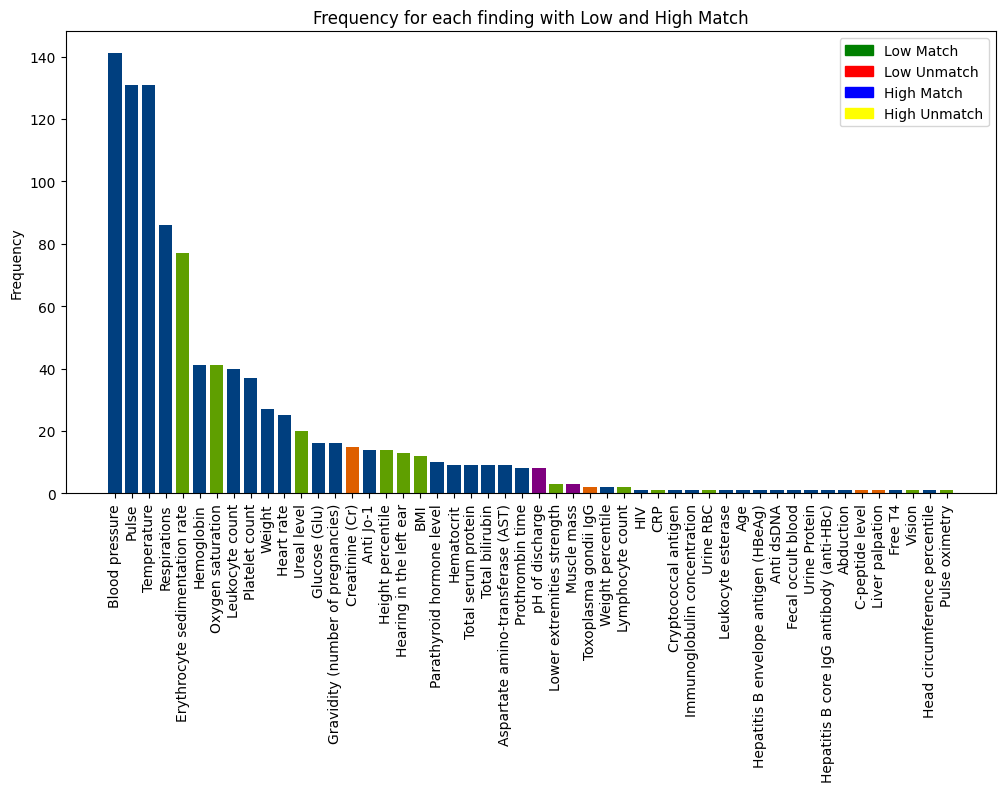 Frequency for each finding with Low and High Match
Low Match
Low Unmatch
High Match
High Unmatch
Frequency
140
120
100
80
60
40
20
0
Blood pressure
Pulse
Temperature
Respirations
Erythrocyte sedimentation rate
Hemoglobin
Oxygen saturation
Leukocyte count
Platelet count
Weight
Heart rate
Ureal level
Glucose (Glu)
Gravidity (number of pregnancies)
Creatinine (Cr)
Anti Jo-1
Height percentile
Hearing in the left ear
BMI
Parathyroid hormone level
Hematocrit
Total serum protein
Total bilirubin
Aspartate amino-transferase (AST)
Prothrombin time
pH of discharge
Lower extremities strength
Muscle mass
Toxoplasma gondii IgG
Weight percentile
Lymphocyte count
HIV
CRP
Cryptococcal antigen
Immunoglobulin concentration
Urine RBC
Leukocyte esterase
Age
Hepatitis B envelope antigen (HBeAg)
Anti dsDNA
Fecal occult blood
Urine Protein
Hepatitis B core IgG antibody (anti-HBc)
Abduction
C-peptide level
Liver palpation
Free T4
Vision
Head circumference percentile
Pulse oximetry